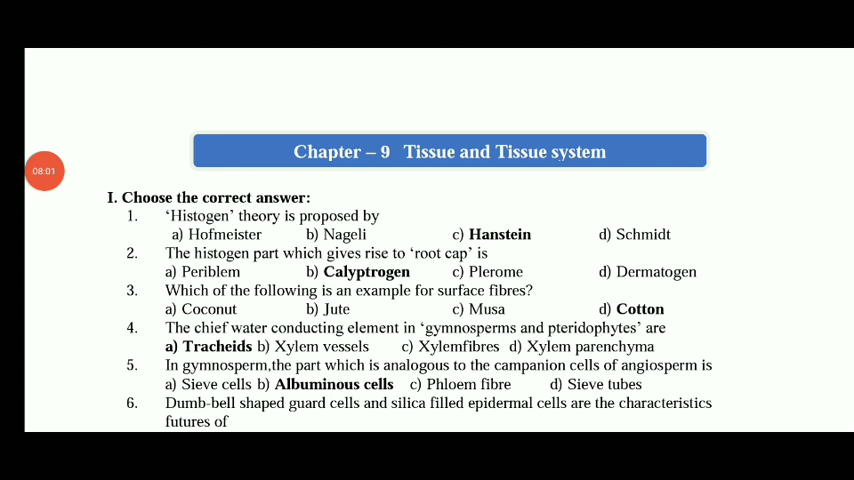 Chapter – 9 Tissue and Tissue system
08:01
I. Choose the correct answer:
1. ‘Histogen’ theory is proposed by
a) Hofmeister b) Nageli c) Hanstein d) Schmidt
2. The histogen part which gives rise to ‘root cap’ is
a) Periblem b) Calyptrogen c) Plerome d) Dermatogen
3. Which of the following is an example for surface fibres?
a) Coconut b) Jute c) Musa d) Cotton
4. The chief water conducting element in ‘gymnosperms and pteridophytes’ are
a) Tracheids b) Xylem vessels c) Xylemfibres d) Xylem parenchyma
5. In gymnosperm,the part which is analogous to the campanion cells of angiosperm is
a) Sieve cells b) Albuminous cells c) Phloem fibre d) Sieve tubes
6. Dumb-bell shaped guard cells and silica filled epidermal cells are the characteristics
futures of